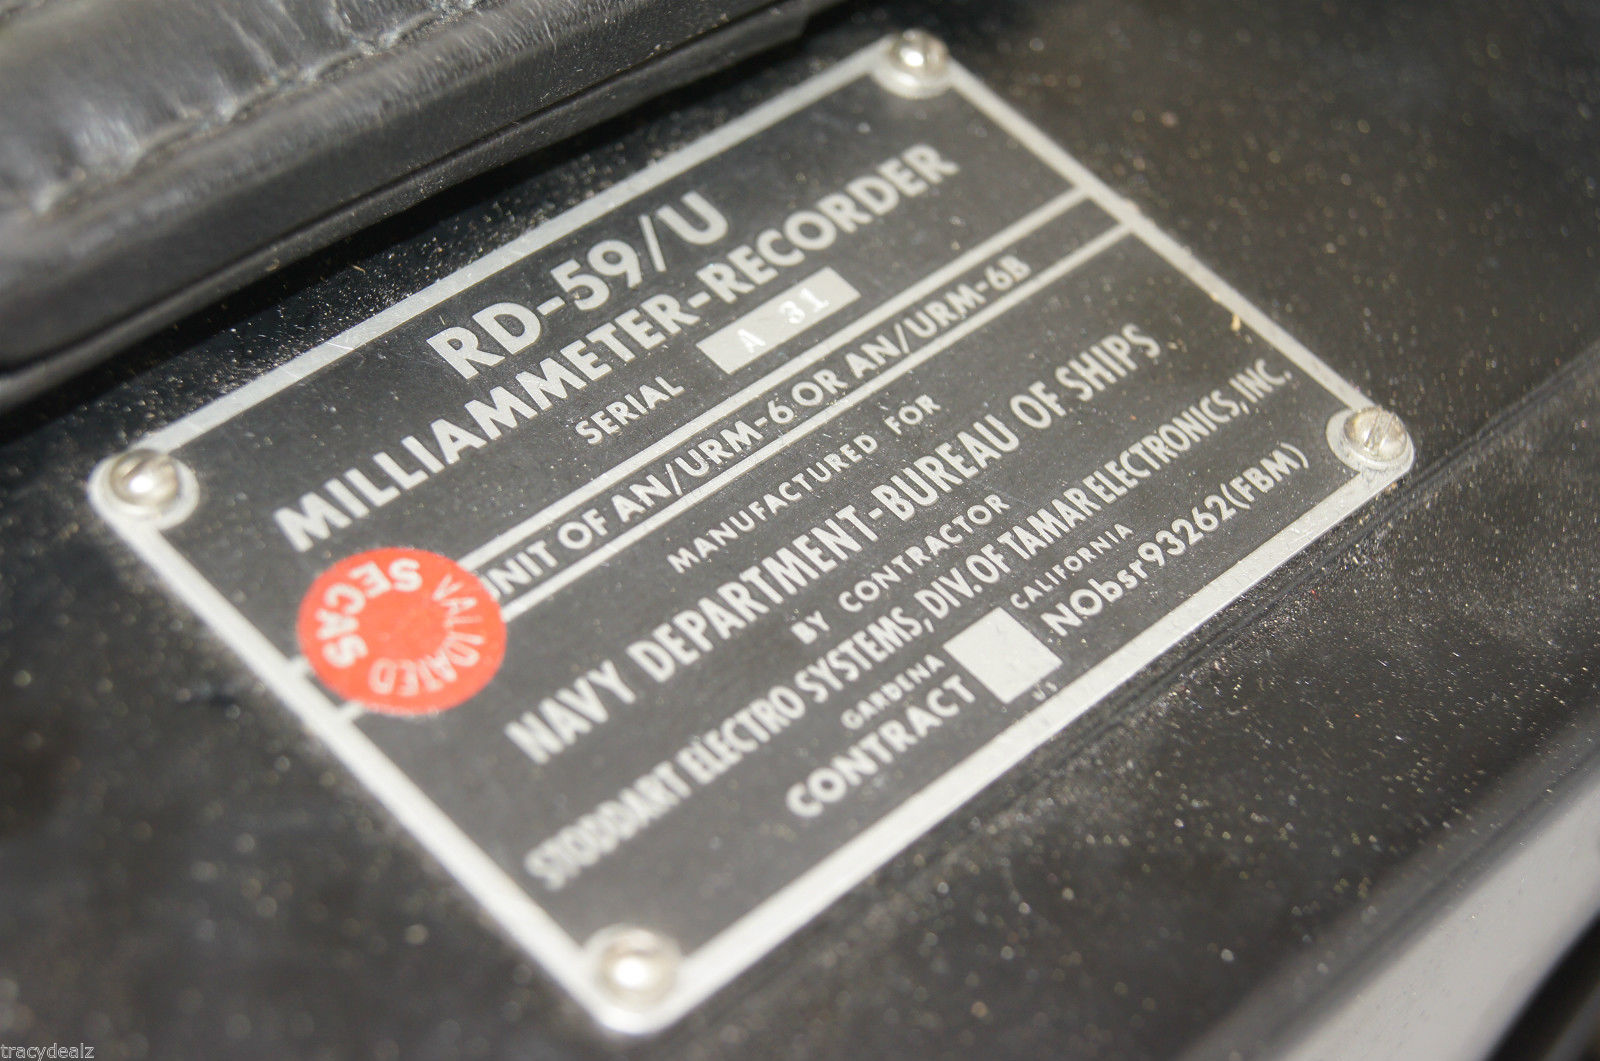 RD-59/U
MILLIAMMETER-RECORDER
SERIAL A 31
UNIT OF AN/URM-6 OR AN/URM-6B
MANUFACTURED FOR
NAVY DEPARTMENT-BUREAU OF SHIPS
BY CONTRACTOR
STODDART ELECTRO SYSTEMS, DIV. OF TAMAR ELECTRONICS, INC.
GARDENA CALIFORNIA
CONTRACT NObsr93262(FBM)
US
VALIDATED
SECAS
tracydealz